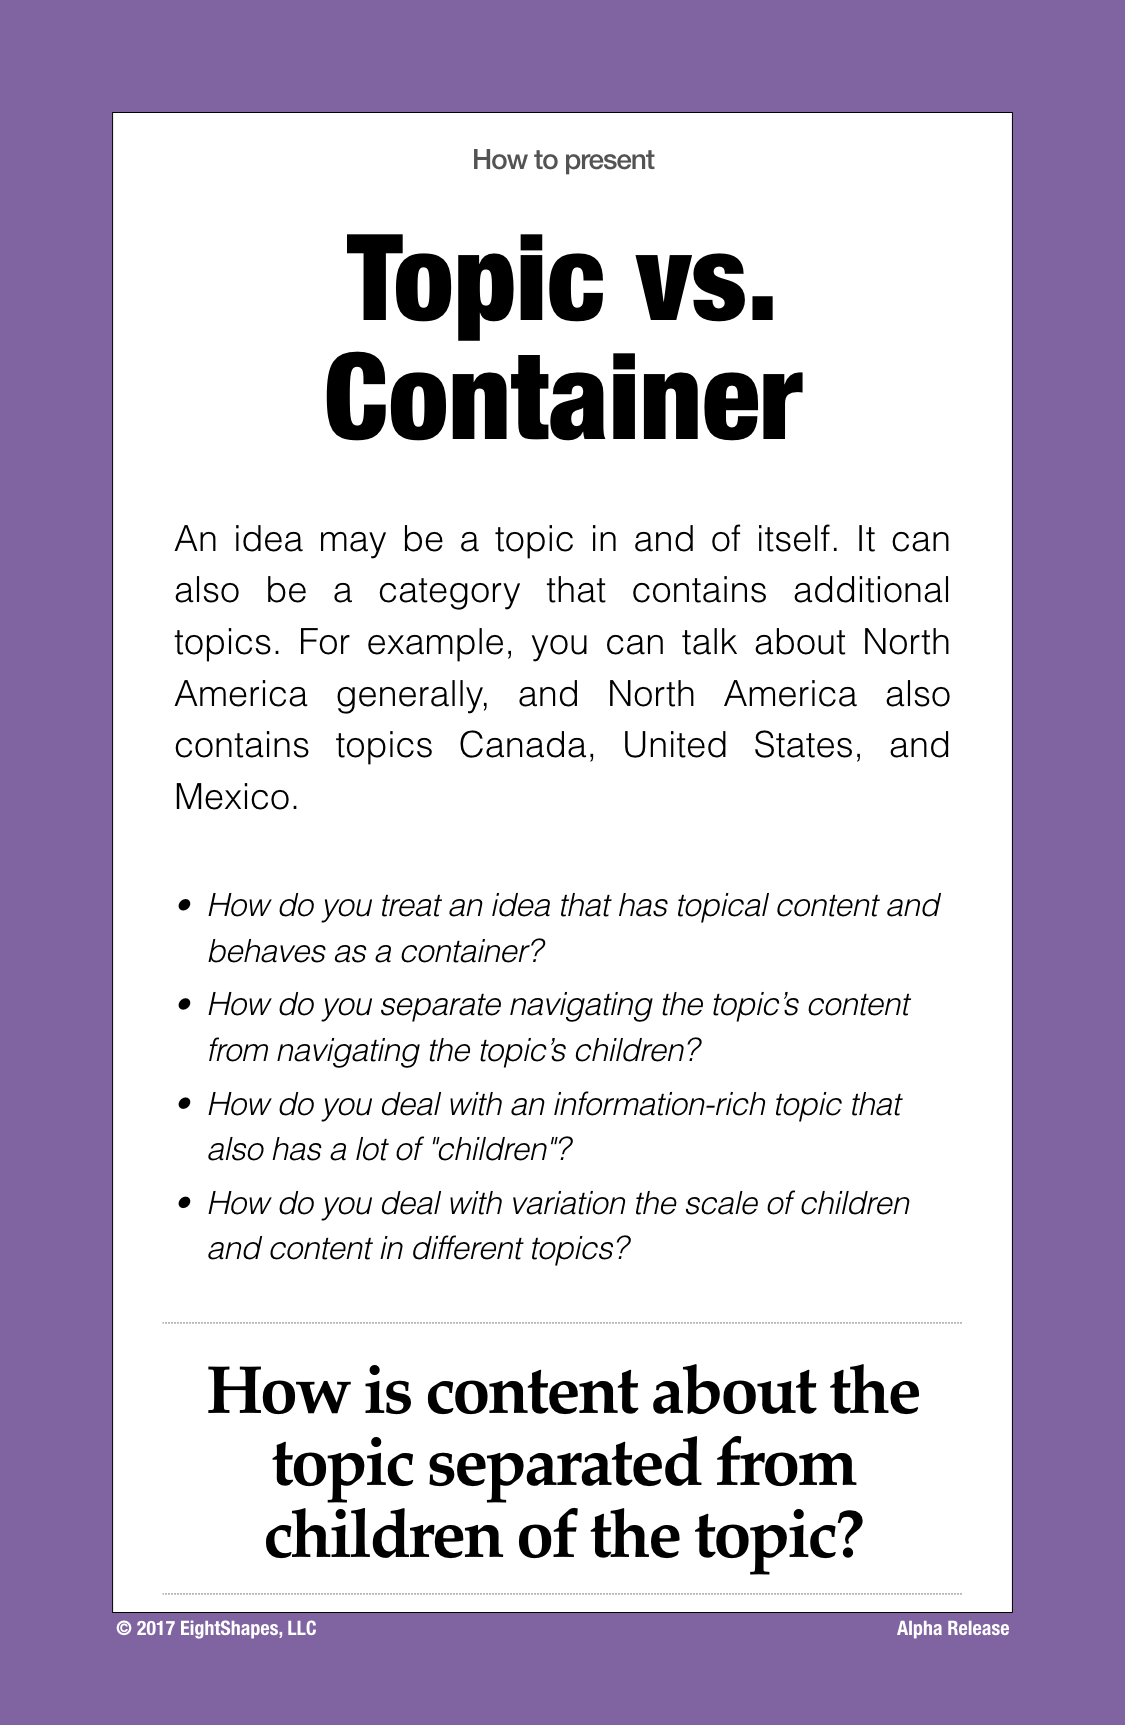 How to present
Topic vs.
Container
An idea may be a topic in and of itself. It can
also be a category that contains additional
topics. For example, you can talk about North
America generally, and North America also
contains topics Canada, United States, and
Mexico.
• How do you treat an idea that has topical content and
behaves as a container?
• How do you separate navigating the topic’s content
from navigating the topic’s children?
• How do you deal with an information-rich topic that
also has a lot of "children"?
• How do you deal with variation the scale of children
and content in different topics?
How is content about the
topic separated from
children of the topic?
© 2017 EightShapes, LLC
Alpha Release